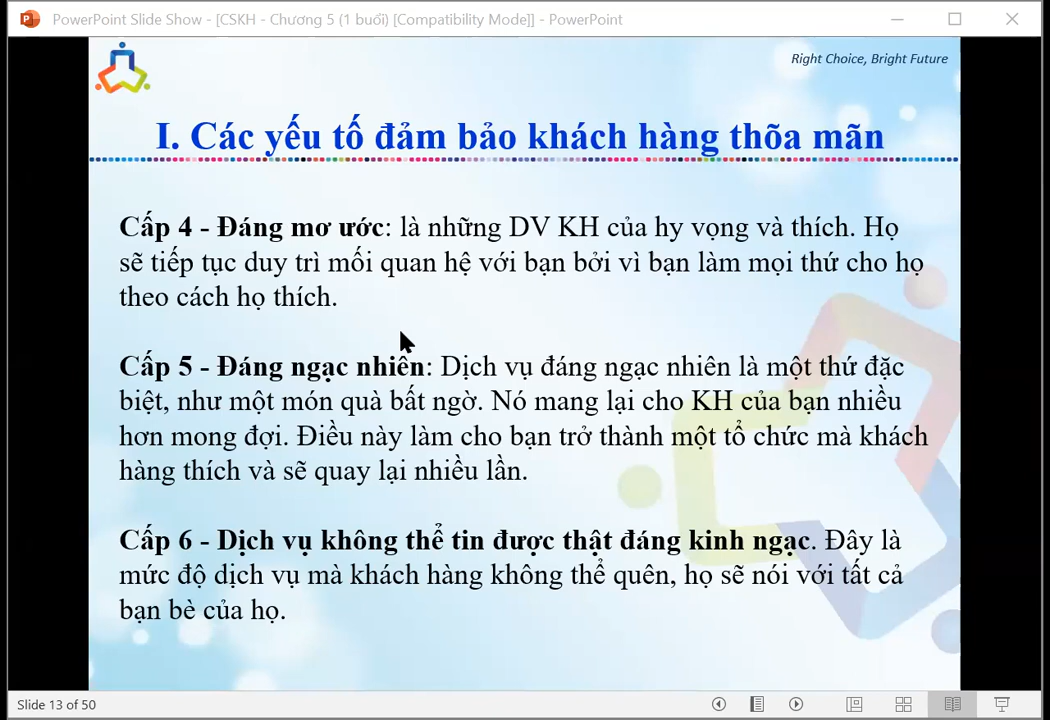 PowerPoint Slide Show - [CSKH - Chương 5 (1 buổi) [Compatibility Mode]] - PowerPoint
Right Choice, Bright Future
I. Các yếu tố đảm bảo khách hàng thõa mãn
Cấp 4 - Đáng mơ ước: là những DV KH của hy vọng và thích. Họ
sẽ tiếp tục duy trì mối quan hệ với bạn bởi vì bạn làm mọi thứ cho họ
theo cách họ thích.
Cấp 5 - Đáng ngạc nhiên: Dịch vụ đáng ngạc nhiên là một thứ đặc
biệt, như một món quà bất ngờ. Nó mang lại cho KH của bạn nhiều
hơn mong đợi. Điều này làm cho bạn trở thành một tổ chức mà khách
hàng thích và sẽ quay lại nhiều lần.
Cấp 6 - Dịch vụ không thể tin được thật đáng kinh ngạc. Đây là
mức độ dịch vụ mà khách hàng không thể quên, họ sẽ nói với tất cả
bạn bè của họ.
Slide 13 of 50